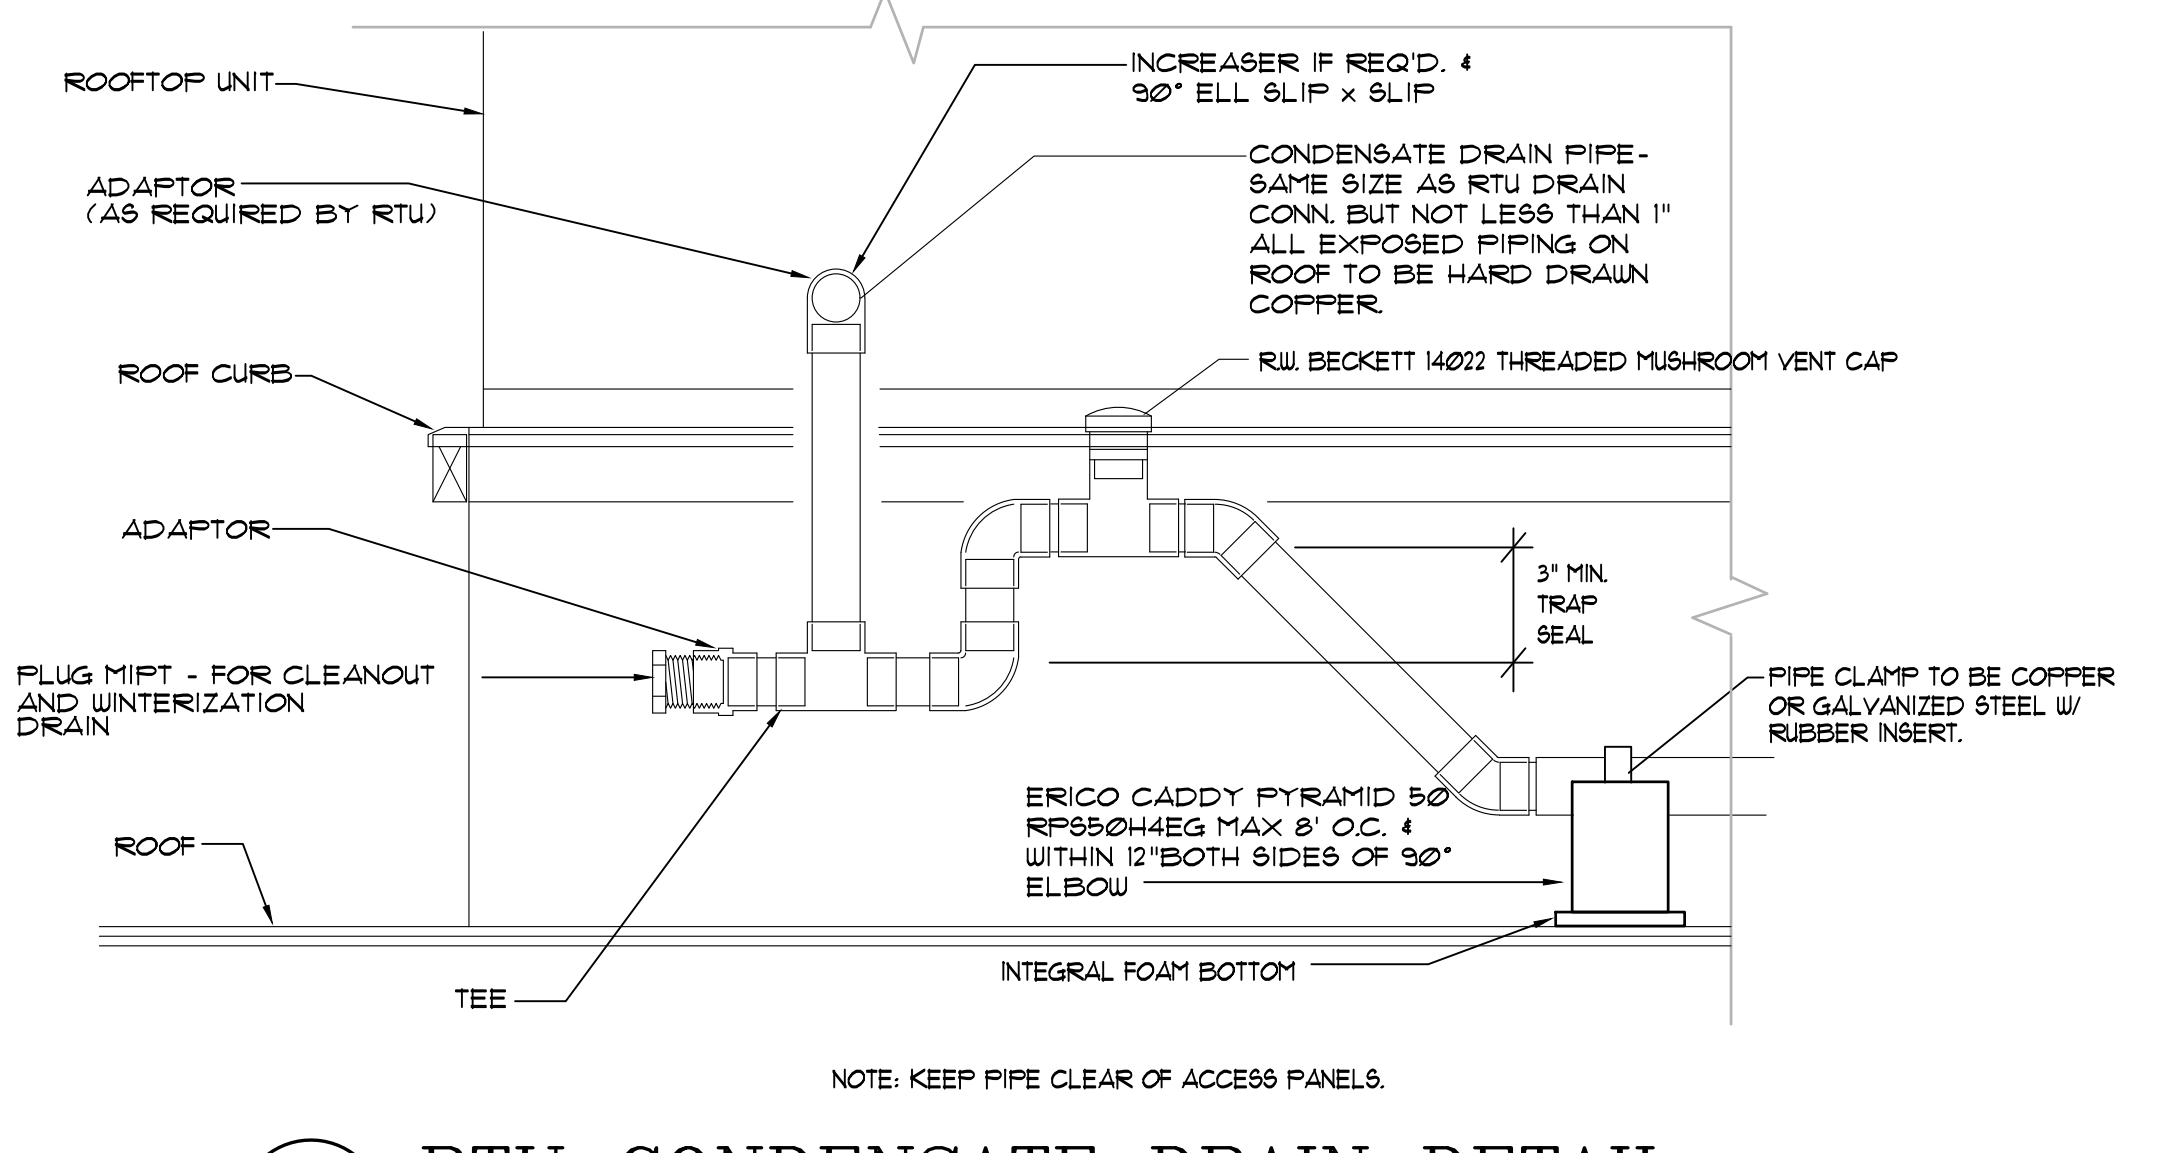 ROOFTOP UNIT
INCREASER IF REQ'D. &
90° ELL SLIP x SLIP
ADAPTOR
(AS REQUIRED BY RTU)
CONDENSATE DRAIN PIPE-
SAME SIZE AS RTU DRAIN
CONN. BUT NOT LESS THAN 1"
ALL EXPOSED PIPING ON
ROOF TO BE HARD DRAWN
COPPER.
ROOF CURB
R.W. BECKETT 14022 THREADED MUSHROOM VENT CAP
ADAPTOR
3" MIN.
TRAP
SEAL
PLUG MIPT - FOR CLEANOUT
AND WINTERIZATION
DRAIN
PIPE CLAMP TO BE COPPER
OR GALVANIZED STEEL W/
RUBBER INSERT.
ERICO CADDY PYRAMID 50
RPS50H4EG MAX 8' O.C. &
WITHIN 12"BOTH SIDES OF 90°
ELBOW
ROOF
INTEGRAL FOAM BOTTOM
TEE
NOTE: KEEP PIPE CLEAR OF ACCESS PANELS.
RTU CONDENSATE DRAIN DETAIL